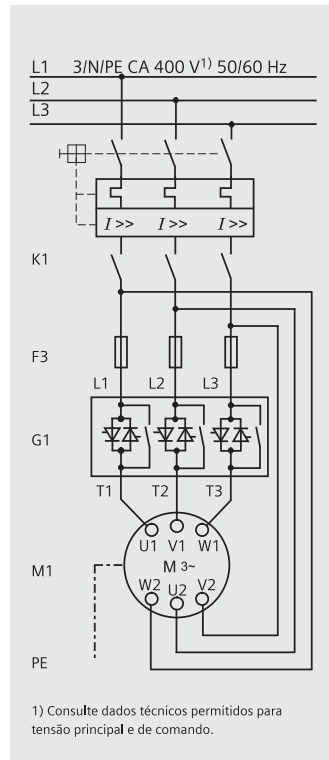 L1 3/N/PE CA 400 V1) 50/60 Hz
L2
L3
I >> I >> I >>
K1
F3
L1 L2 L3
G1
T1 T2 T3
U1 V1 W1
M1 M 3~
W2 U2 V2
PE
1) Consulte dados técnicos permitidos para
tensão principal e de comando.